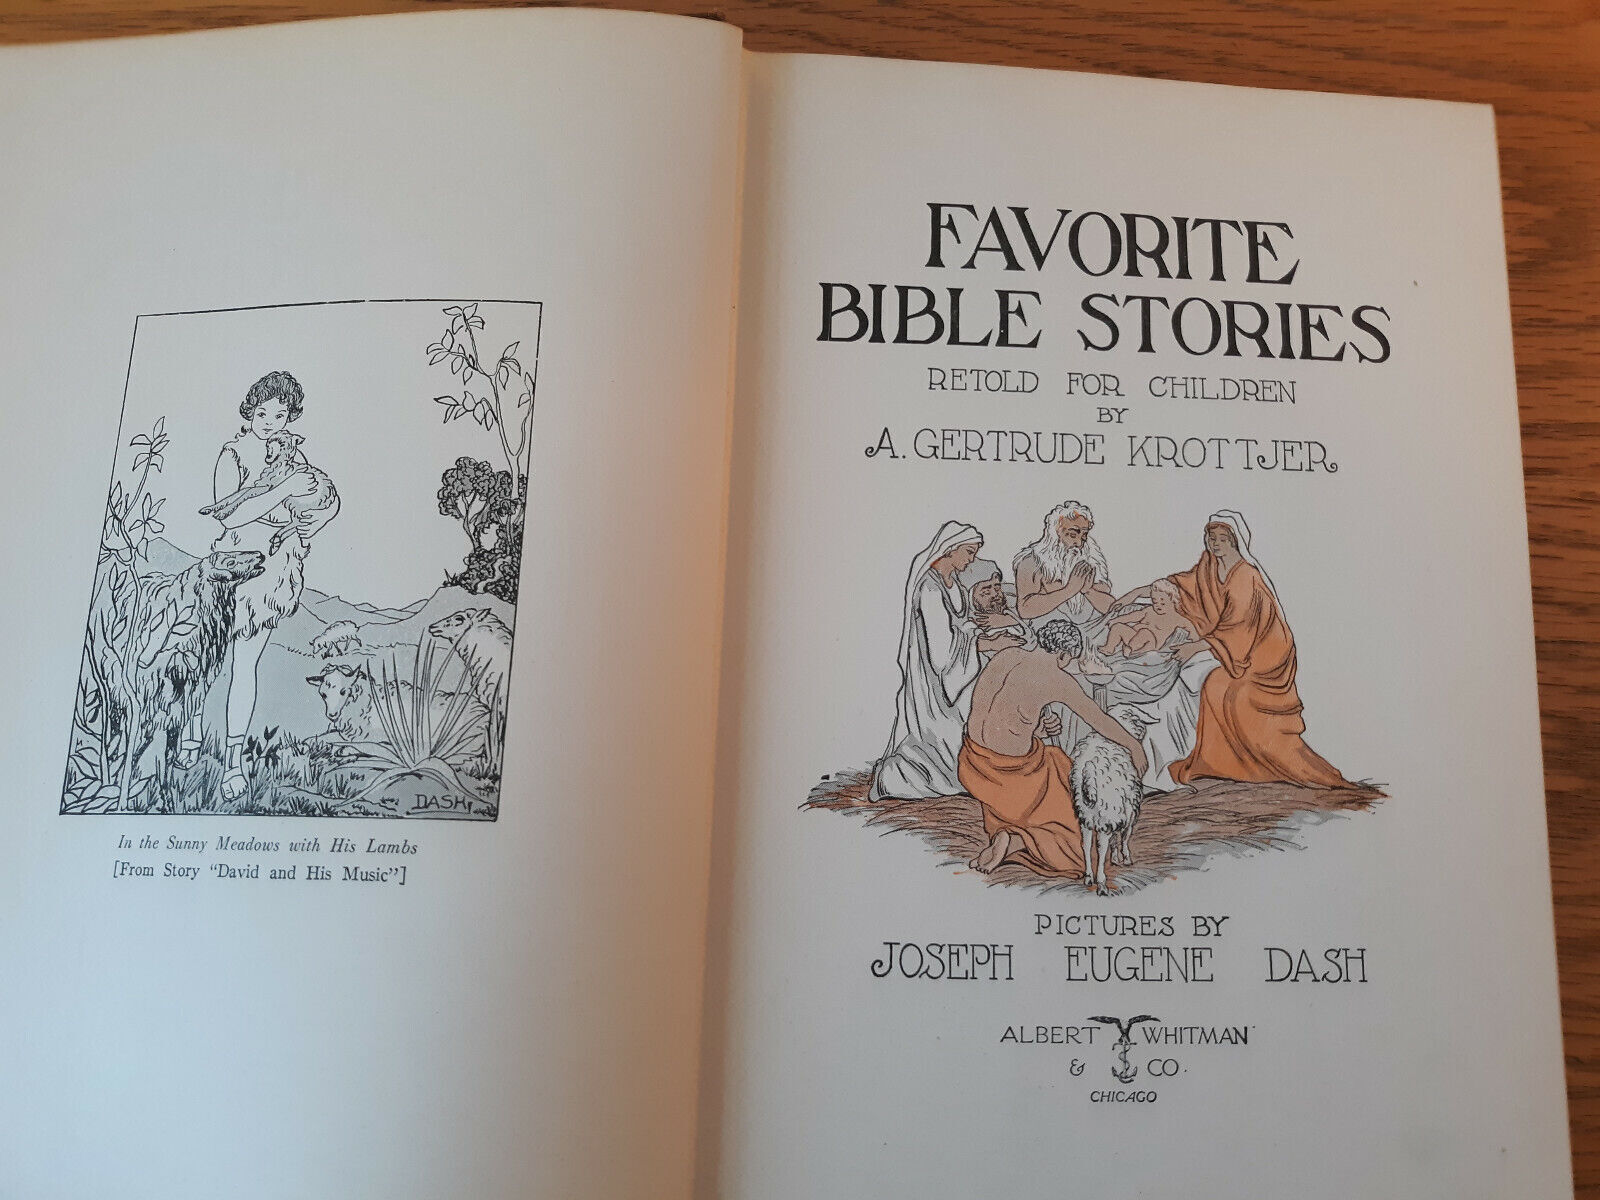 DASH
In the Sunny Meadows with His Lambs
[From Story "David and His Music"]
FAVORITE
BIBLE STORIES
RETOLD FOR CHILDREN
BY
A. GERTRUDE KROTTJER
PICTURES BY
JOSEPH EUGENE DASH
ALBERT WHITMAN
& CO.
CHICAGO